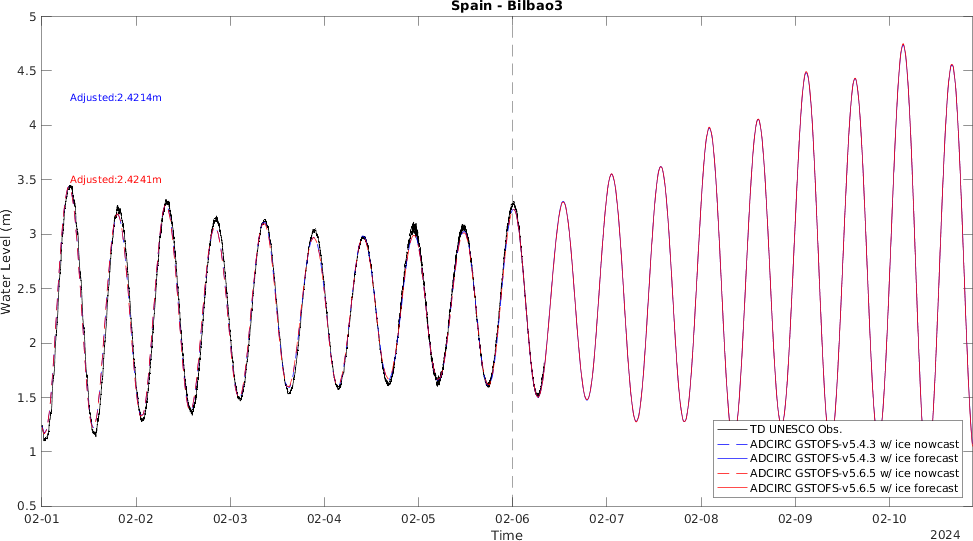 Spain - Bilbao3
5
4.5
4
3.5
3
2.5
2
1.5
1
0.5
Water Level (m)
Adjusted:2.4214m
Adjusted:2.4241m
TD UNESCO Obs.
ADCIRC GSTOFS-v5.4.3 w/ ice nowcast
ADCIRC GSTOFS-v5.4.3 w/ ice forecast
ADCIRC GSTOFS-v5.6.5 w/ ice nowcast
ADCIRC GSTOFS-v5.6.5 w/ ice forecast
02-01 02-02 02-03 02-04 02-05 02-06 02-07 02-08 02-09 02-10
Time
2024